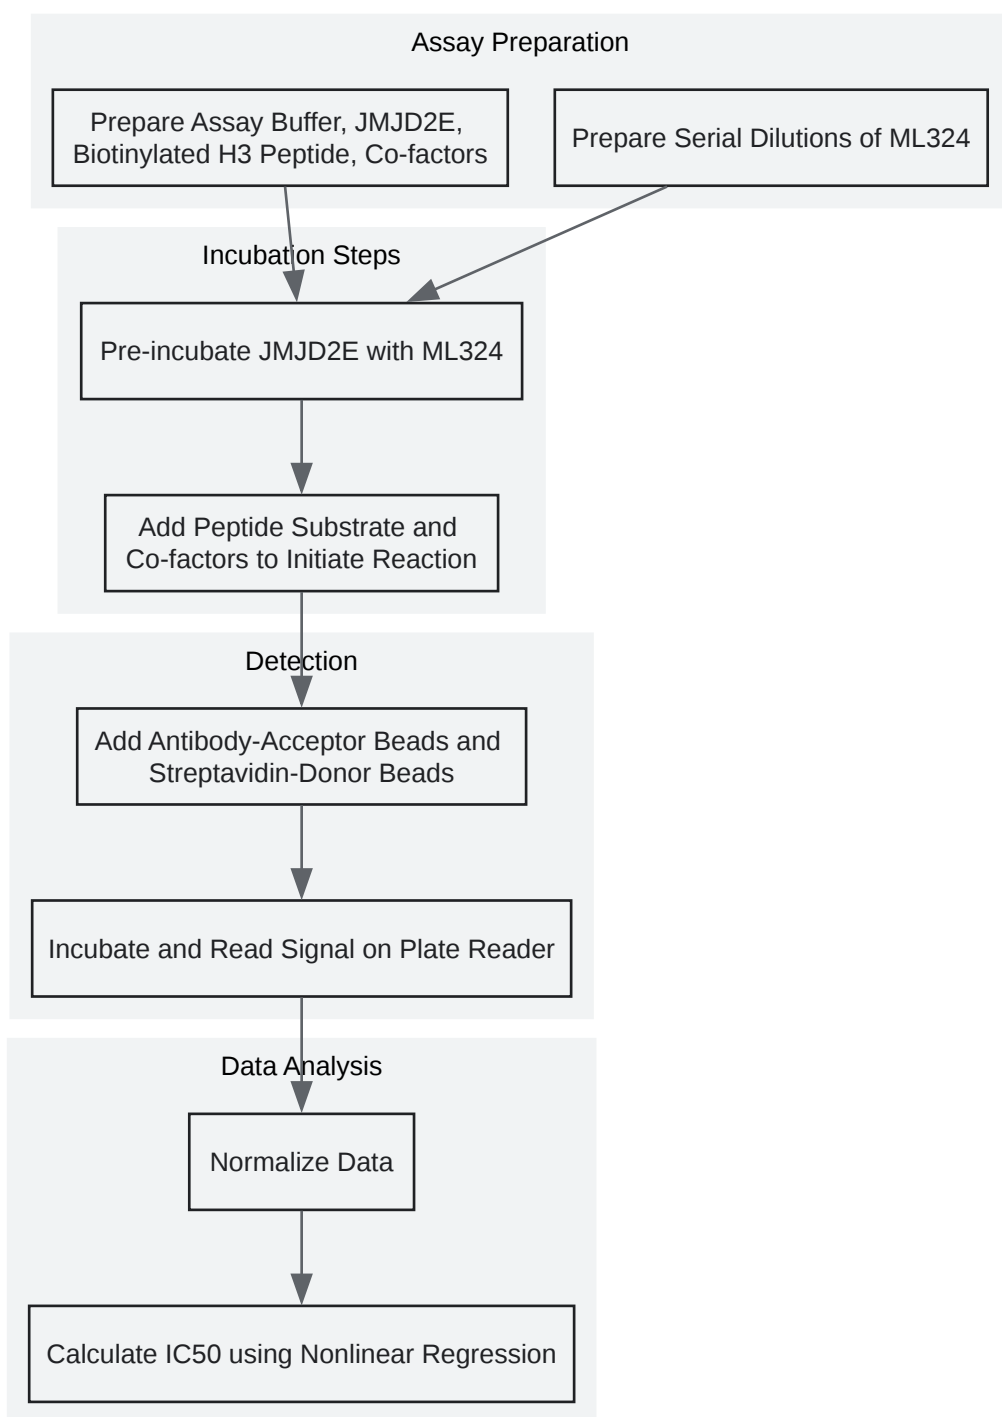 Assay Preparation
Prepare Assay Buffer, JMJD2E,
Biotinylated H3 Peptide, Co-factors
Prepare Serial Dilutions of ML324
Incubation Steps
Pre-incubate JMJD2E with ML324
Add Peptide Substrate and
Co-factors to Initiate Reaction
Detection
Add Antibody-Acceptor Beads and
Streptavidin-Donor Beads
Incubate and Read Signal on Plate Reader
Data Analysis
Normalize Data
Calculate IC50 using Nonlinear Regression